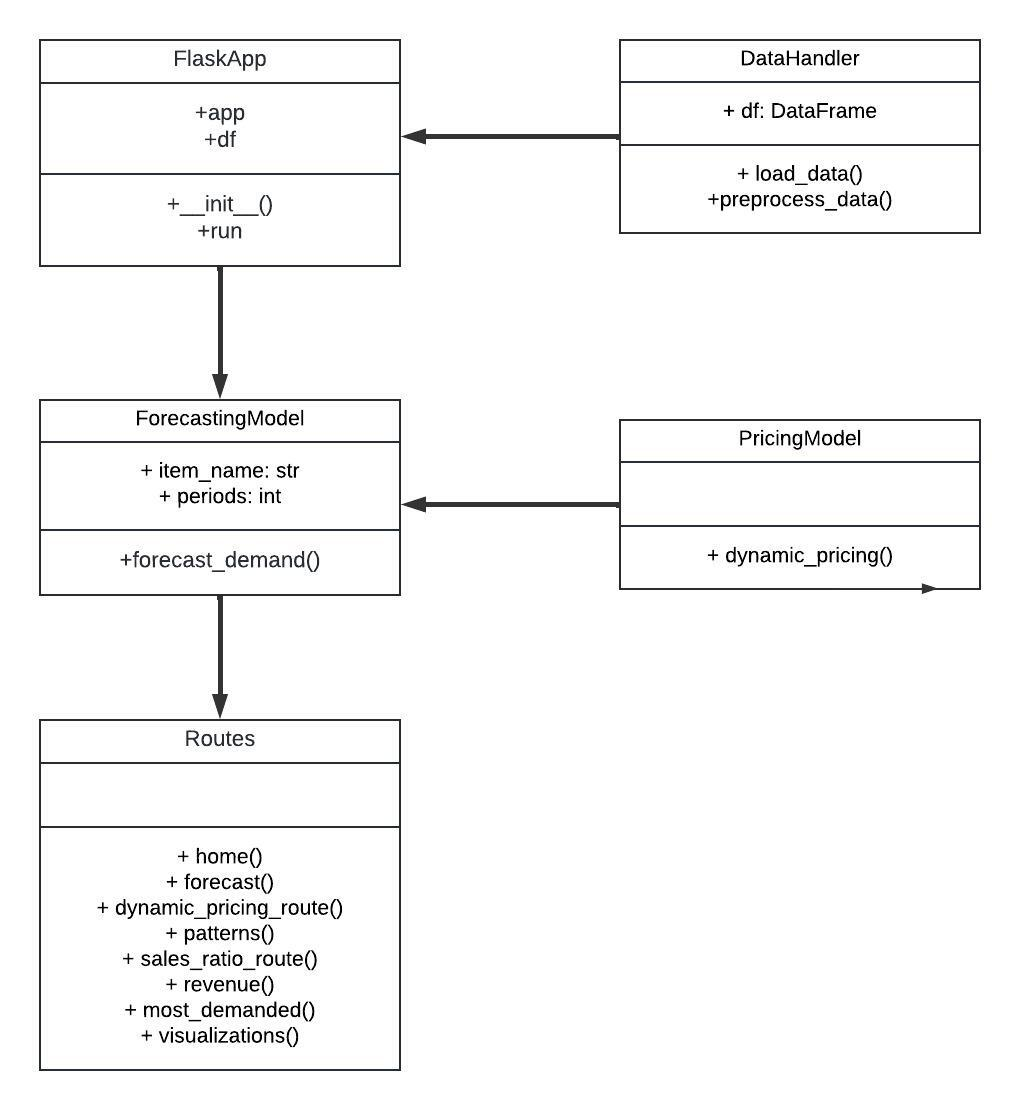 FlaskApp
+app
+df
+__init__()
+run
DataHandler
+ df: DataFrame
+ load_data()
+preprocess_data()
ForecastingModel
+ item_name: str
+ periods: int
+forecast_demand()
PricingModel
+ dynamic_pricing()
Routes
+ home()
+ forecast()
+ dynamic_pricing_route()
+ patterns()
+ sales_ratio_route()
+ revenue()
+ most_demanded()
+ visualizations()